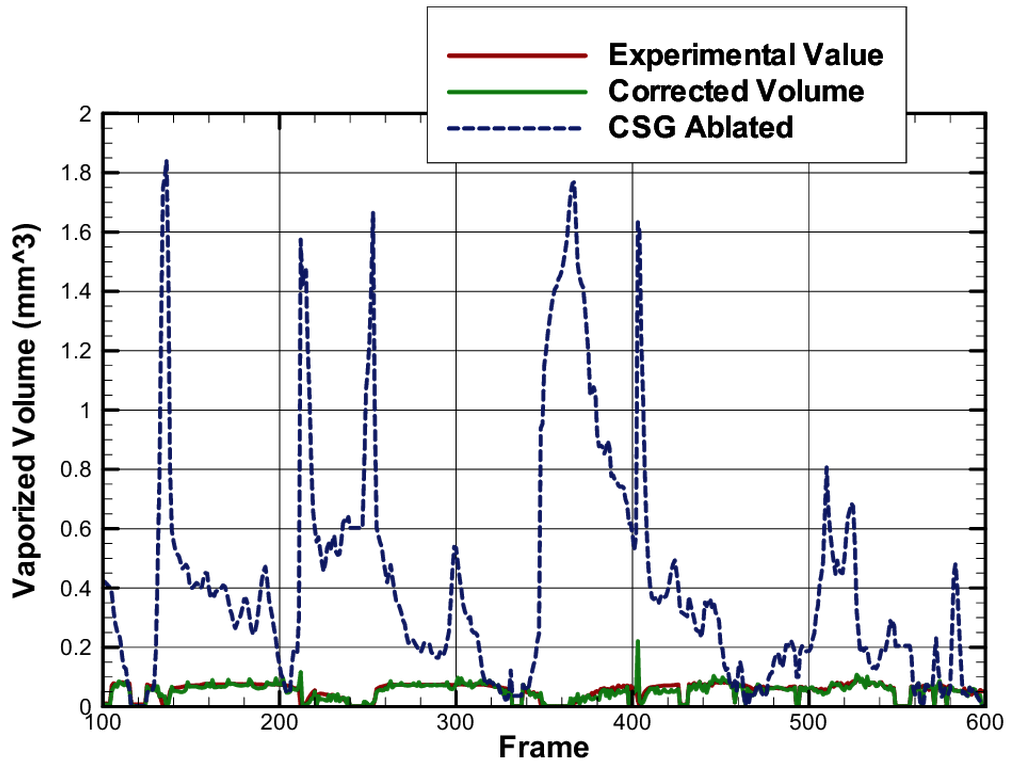 Experimental Value
Corrected Volume
CSG Ablated
2
1.8
1.6
1.4
1.2
1
0.8
0.6
0.4
0.2
0
Vaporized Volume (mm^3)
100 200 300 400 500 600
Frame